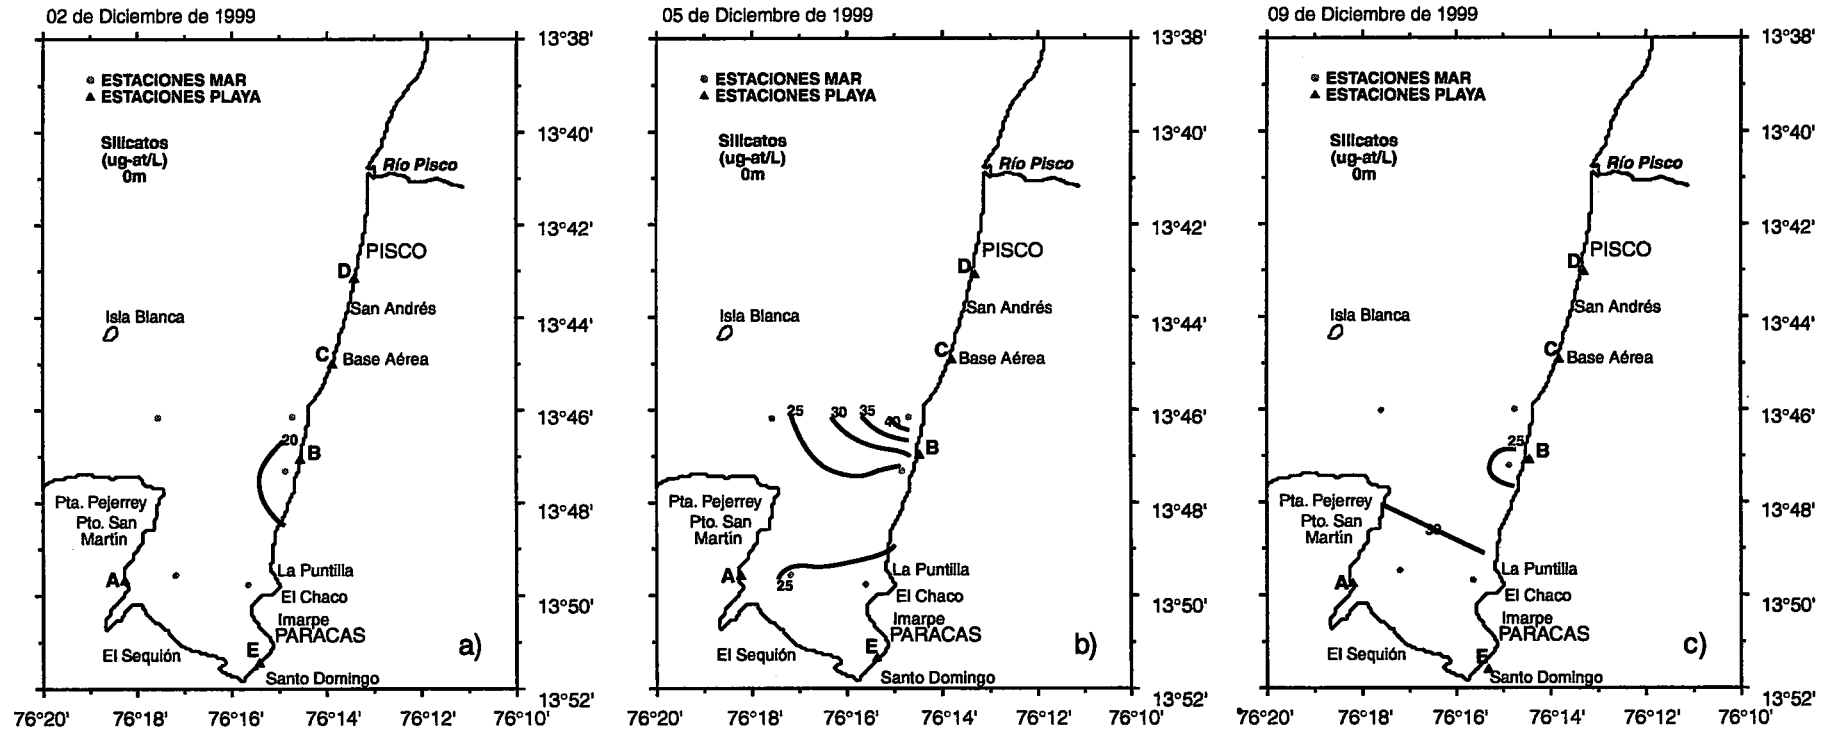 02 de Diciembre de 1999
ESTACIONES MAR
ESTACIONES PLAYA
Silicatos
(ug-at/L)
0m
Río Pisco
PISCO
D
San Andrés
Isla Blanca
C
Base Aérea
20
B
Pta. Pejerrey
Pto. San
Martín
A
La Puntilla
El Chaco
Imarpe
PARACAS
E
El Sequión
Santo Domingo
a)
13°38'
13°40'
13°42'
13°44'
13°46'
13°48'
13°50'
13°52'
76°20'
76°18'
76°16'
76°14'
76°12'
76°10'
05 de Diciembre de 1999
ESTACIONES MAR
ESTACIONES PLAYA
Silicatos
(ug-at/L)
0m
Río Pisco
PISCO
D
San Andrés
Isla Blanca
C
Base Aérea
25
30
35
40
B
Pta. Pejerrey
Pto. San
Martín
A
25
La Puntilla
El Chaco
Imarpe
PARACAS
E
El Sequión
Santo Domingo
b)
13°38'
13°40'
13°42'
13°44'
13°46'
13°48'
13°50'
13°52'
76°20'
76°18'
76°16'
76°14'
76°12'
76°10'
09 de Diciembre de 1999
ESTACIONES MAR
ESTACIONES PLAYA
Silicatos
(ug-at/L)
0m
Río Pisco
PISCO
D
San Andrés
Isla Blanca
C
Base Aérea
25
B
Pta. Pejerrey
Pto. San
Martín
30
A
La Puntilla
El Chaco
Imarpe
PARACAS
E
El Sequión
Santo Domingo
c)
13°38'
13°40'
13°42'
13°44'
13°46'
13°48'
13°50'
13°52'
76°20'
76°18'
76°16'
76°14'
76°12'
76°10'